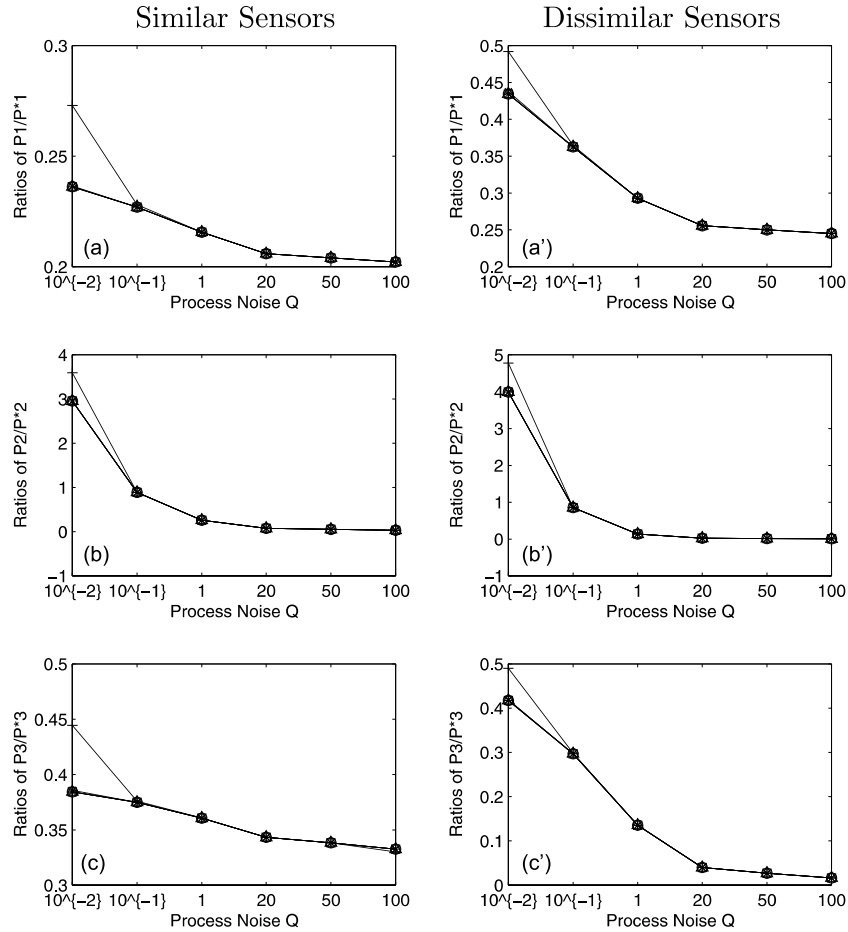 Similar Sensors
Dissimilar Sensors
Ratios of P1/P*1
0.3
0.25
0.2
(a)
10^{−2} 10^{−1} 1 20 50 100
Process Noise Q
Ratios of P1/P*1
0.5
0.45
0.4
0.35
0.3
0.25
0.2
(a')
10^{−2} 10^{−1} 1 20 50 100
Process Noise Q
Ratios of P2/P*2
4
3
2
1
0
−1
(b)
10^{−2} 10^{−1} 1 20 50 100
Process Noise Q
Ratios of P2/P*2
5
4
3
2
1
0
−1
(b')
10^{−2} 10^{−1} 1 20 50 100
Process Noise Q
Ratios of P3/P*3
0.5
0.45
0.4
0.35
0.3
(c)
10^{−2} 10^{−1} 1 20 50 100
Process Noise Q
Ratios of P3/P*3
0.5
0.4
0.3
0.2
0.1
0
(c')
10^{−2} 10^{−1} 1 20 50 100
Process Noise Q